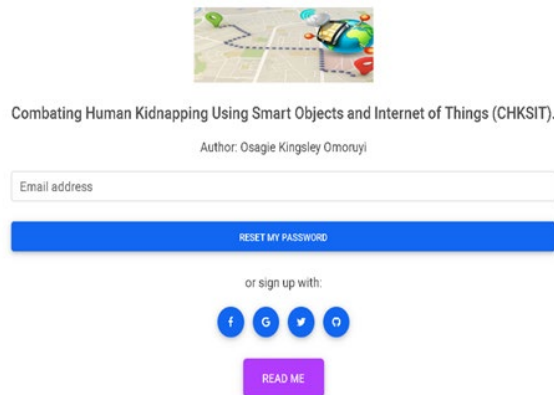 Combating Human Kidnapping Using Smart Objects and Internet of Things (CHKSIT).
Author: Osagie Kingsley Omoruyi
Email address
RESET MY PASSWORD
or sign up with:
READ ME